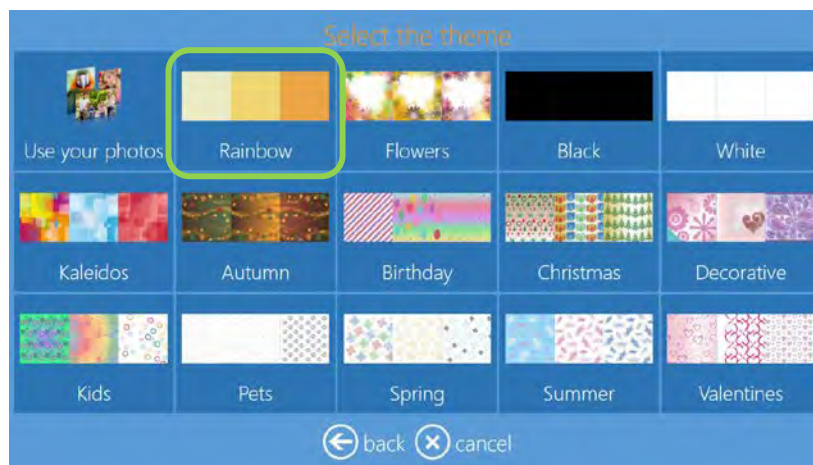 Select the theme
Use your photos
Rainbow
Flowers
Black
White
Kaleidos
Autumn
Birthday
Christmas
Decorative
Kids
Pets
Spring
Summer
Valentines
back cancel